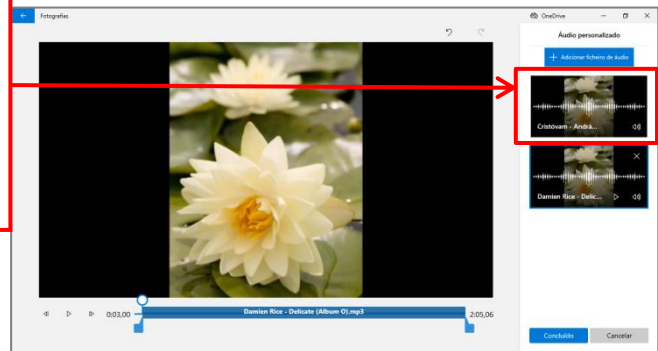 Fotografias
OneDrive
Áudio personalizado
+ Adicionar ficheiro de áudio
Cristóvam - Andrà...
Damien Rice - Delic...
0:03,00
Damien Rice - Delicate (Album O).mp3
2:05,06
Concluído
Cancelar